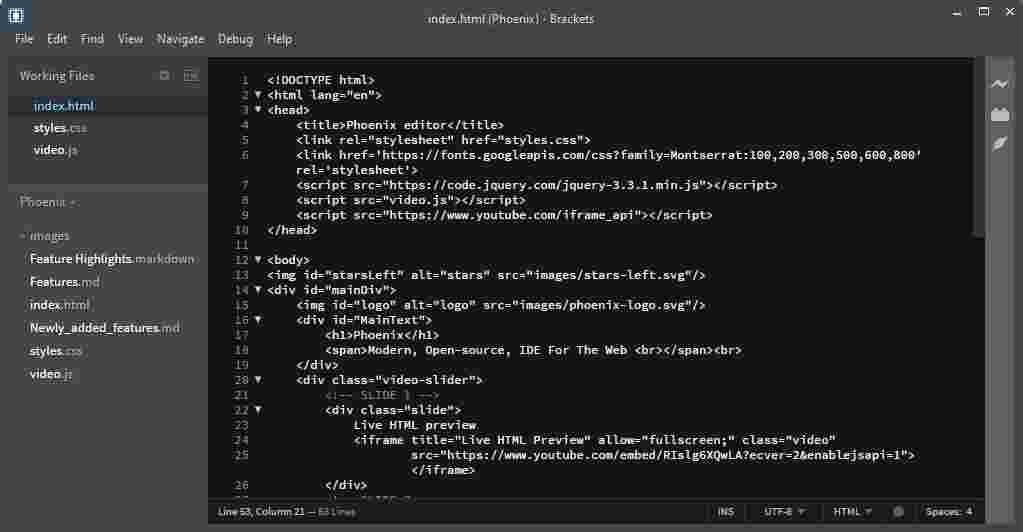 index.html (Phoenix) - Brackets
File Edit Find View Navigate Debug Help
Working Files
index.html
styles.css
video.js
Phoenix
images
Feature Highlights.markdown
Features.md
index.html
Newly_added_features.md
styles.css
video.js
1 <!DOCTYPE html>
2 <html lang="en">
3 <head>
4 <title>Phoenix editor</title>
5 <link rel="stylesheet" href="styles.css">
6 <link href='https://fonts.googleapis.com/css?family=Montserrat:100,200,300,500,600,800'
rel='stylesheet'>
7 <script src="https://code.jquery.com/jquery-3.3.1.min.js"></script>
8 <script src="video.js"></script>
9 <script src="https://www.youtube.com/iframe_api"></script>
10 </head>
11
12 <body>
13 <img id="starsLeft" alt="stars" src="images/stars-left.svg"/>
14 <div id="mainDiv">
15 <img id="logo" alt="logo" src="images/phoenix-logo.svg"/>
16 <div id="MainText">
17 <h1>Phoenix</h1>
18 <span>Modern, Open-source, IDE For The Web <br></span><br>
19 </div>
20 <div class="video-slider">
21 <!-- SLIDE 1 -->
22 <div class="slide">
23 Live HTML preview
24 <iframe title="Live HTML Preview" allow="fullscreen;" class="video"
25 src="https://www.youtube.com/embed/RIslg6XQwLA?ecver=2&enablejsapi=1">
</iframe>
26 </div>
Line 53, Column 21 — 63 Lines INS UTF-8 HTML Spaces: 4